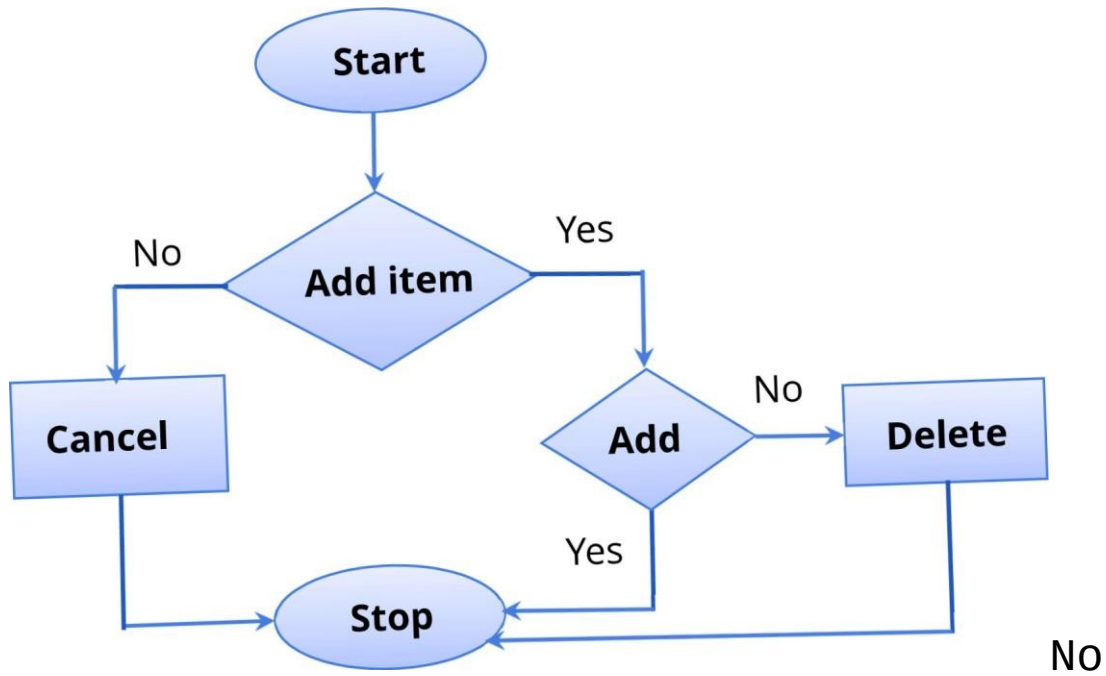 Start
No
Yes
Add item
No
Cancel
Add
Delete
Yes
Stop
No